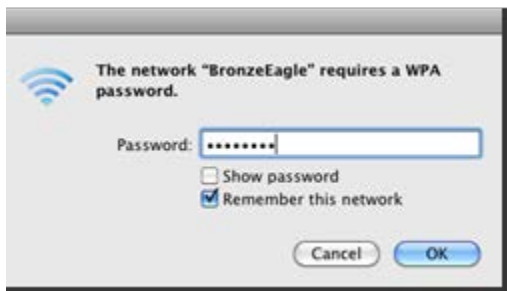 The network “BronzeEagle” requires a WPA
password.
Password: ••••••••
Show password
Remember this network
Cancel OK